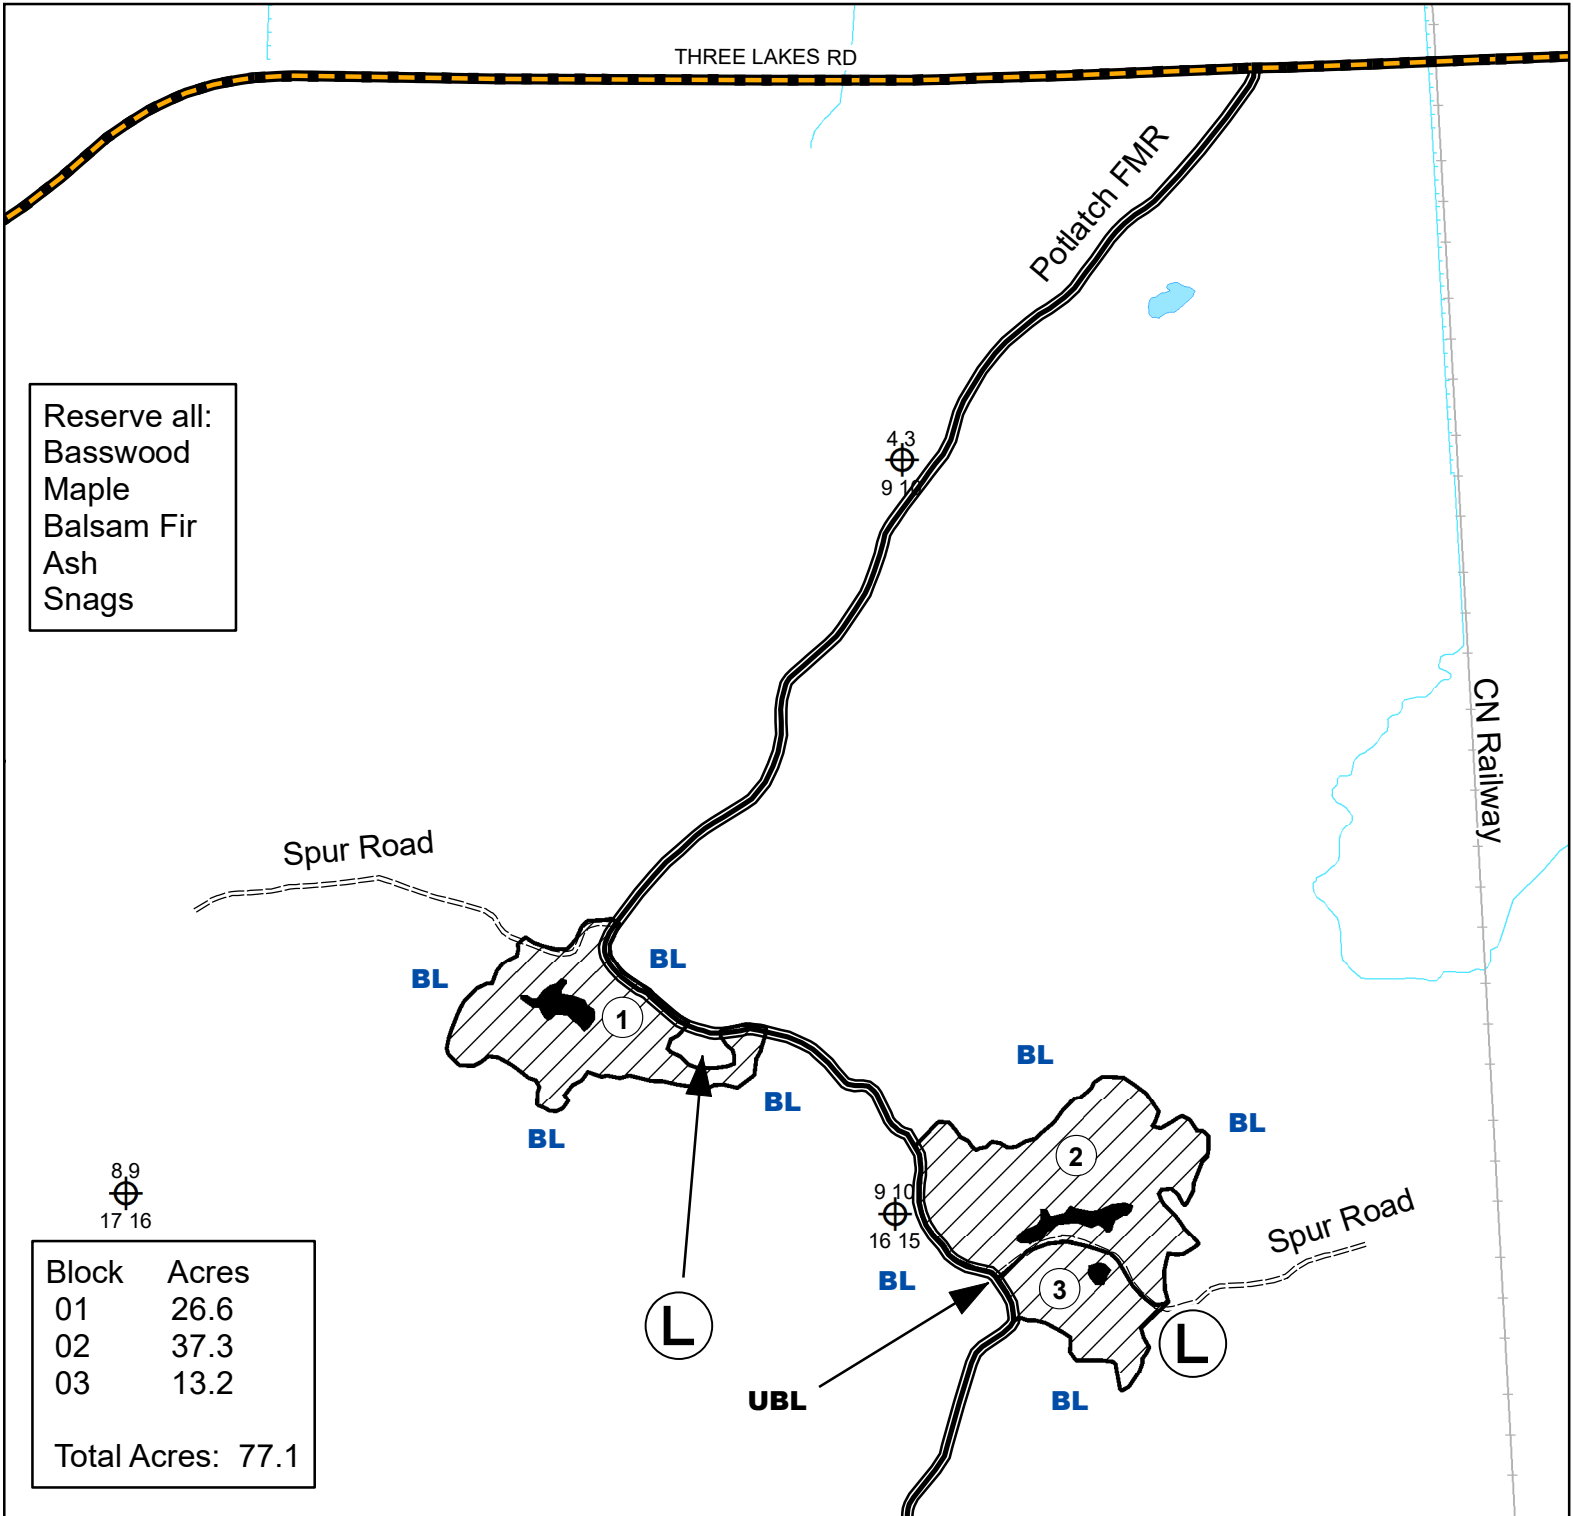 THREE LAKES RD
Potlatch FMR
Reserve all:
Basswood
Maple
Balsam Fir
Ash
Snags
4 3
9 10
CN Railway
Spur Road
BL
BL
1
BL
BL
BL
BL
2
8 9
17 16
9 10
16 15
Spur Road
BL
3
L
L
UBL
BL
Block Acres
01 26.6
02 37.3
03 13.2
Total Acres: 77.1